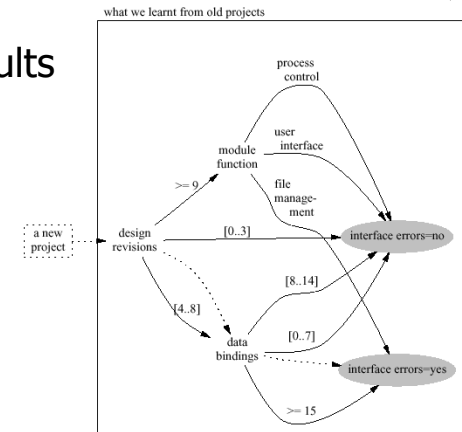 what we learnt from old projects
ults
process
control
user
interface
module
function
file
manage-
ment
>= 9
a new
project
design
revisions
[0..3]
interface errors=no
[8..14]
[4..8]
[0..7]
data
bindings
interface errors=yes
>= 15